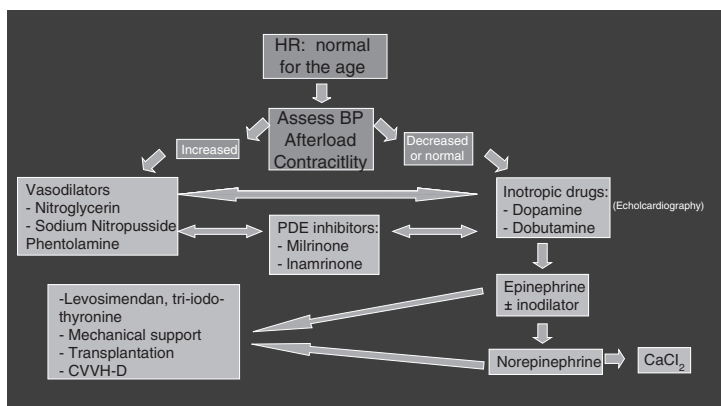 HR: normal
for the age
Assess BP
Afterload
Contracitlity
Increased
Decreased
or normal
Vasodilators
- Nitroglycerin
- Sodium Nitropusside
Phentolamine
PDE inhibitors:
- Milrinone
- Inamrinone
Inotropic drugs:
- Dopamine
- Dobutamine
(Echolcardiography)
Epinephrine
± inodilator
-Levosimendan, tri-iodo-
thyronine
- Mechanical support
- Transplantation
- CVVH-D
Norepinephrine
CaCl₂